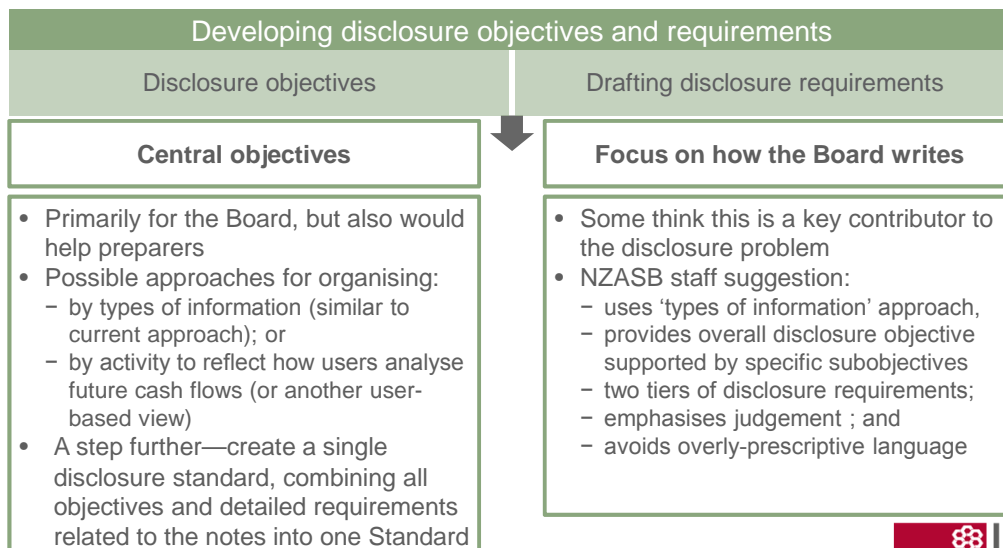 Developing disclosure objectives and requirements
Disclosure objectives
Drafting disclosure requirements
Central objectives
• Primarily for the Board, but also would
help preparers
• Possible approaches for organising:
− by types of information (similar to
current approach); or
− by activity to reflect how users analyse
future cash flows (or another user-
based view)
• A step further—create a single
disclosure standard, combining all
objectives and detailed requirements
related to the notes into one Standard
Focus on how the Board writes
• Some think this is a key contributor to
the disclosure problem
• NZASB staff suggestion:
− uses ‘types of information’ approach,
− provides overall disclosure objective
supported by specific subobjectives
− two tiers of disclosure requirements;
− emphasises judgement ; and
− avoids overly-prescriptive language